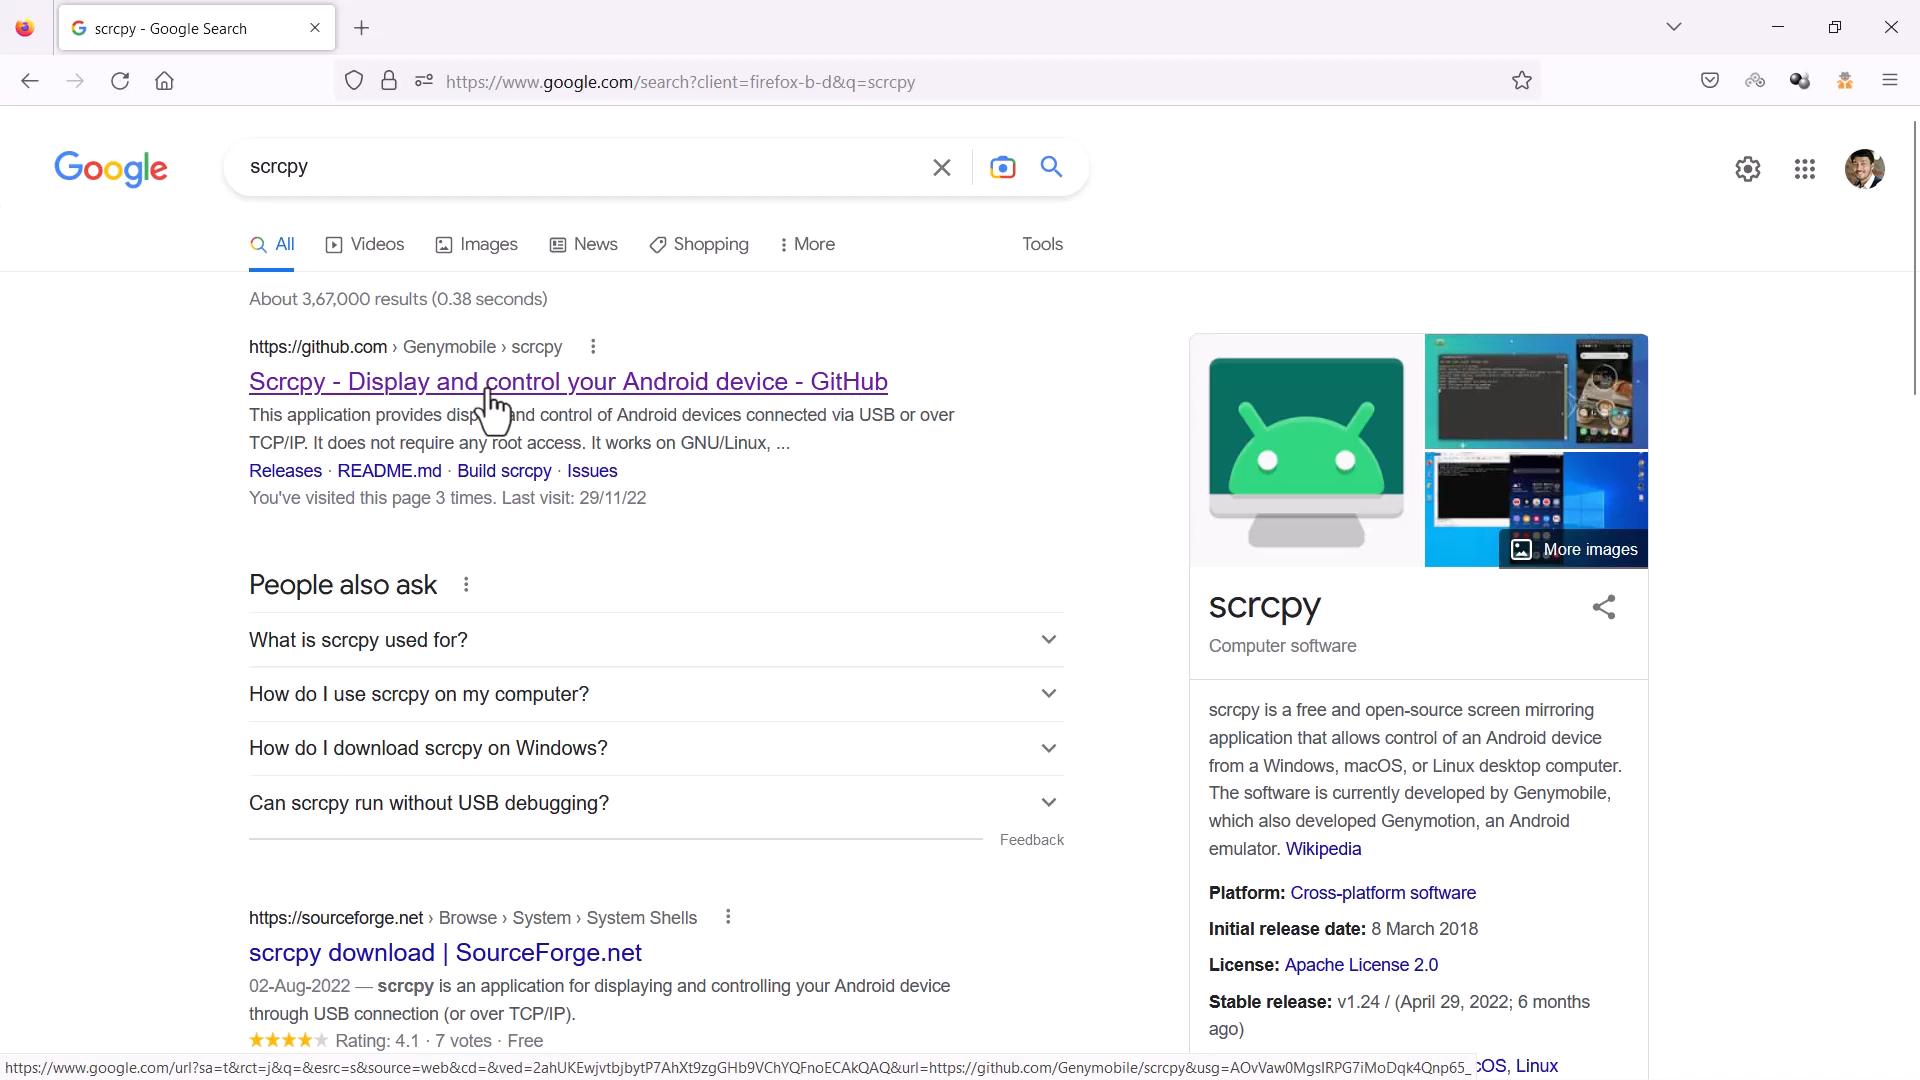 scrcpy - Google Search
https://www.google.com/search?client=firefox-b-d&q=scrcpy
Google
scrcpy
All
Videos
Images
News
Shopping
More
Tools
About 3,67,000 results (0.38 seconds)
https://github.com › Genymobile › scrcpy
Scrcpy - Display and control your Android device - GitHub
This application provides disp and control of Android devices connected via USB or over
TCP/IP. It does not require any root access. It works on GNU/Linux, ...
Releases · README.md · Build scrcpy · Issues
You've visited this page 3 times. Last visit: 29/11/22
People also ask
What is scrcpy used for?
How do I use scrcpy on my computer?
How do I download scrcpy on Windows?
Can scrcpy run without USB debugging?
Feedback
https://sourceforge.net › Browse › System › System Shells
scrcpy download | SourceForge.net
02-Aug-2022 — scrcpy is an application for displaying and controlling your Android device
through USB connection (or over TCP/IP).
Rating: 4.1 · 7 votes · Free
More images
scrcpy
Computer software
scrcpy is a free and open-source screen mirroring
application that allows control of an Android device
from a Windows, macOS, or Linux desktop computer.
The software is currently developed by Genymobile,
which also developed Genymotion, an Android
emulator. Wikipedia
Platform: Cross-platform software
Initial release date: 8 March 2018
License: Apache License 2.0
Stable release: v1.24 / (April 29, 2022; 6 months
ago)
cOS, Linux
https://www.google.com/url?sa=t&rct=j&q=&esrc=s&source=web&cd=&ved=2ahUKEwjvtbjbytP7AhXt9zgGHb9VChYQFnoECAkQAQ&url=https://github.com/Genymobile/scrcpy&usg=AOvVaw0MgsIRPG7iMoDqk4Qnp65_